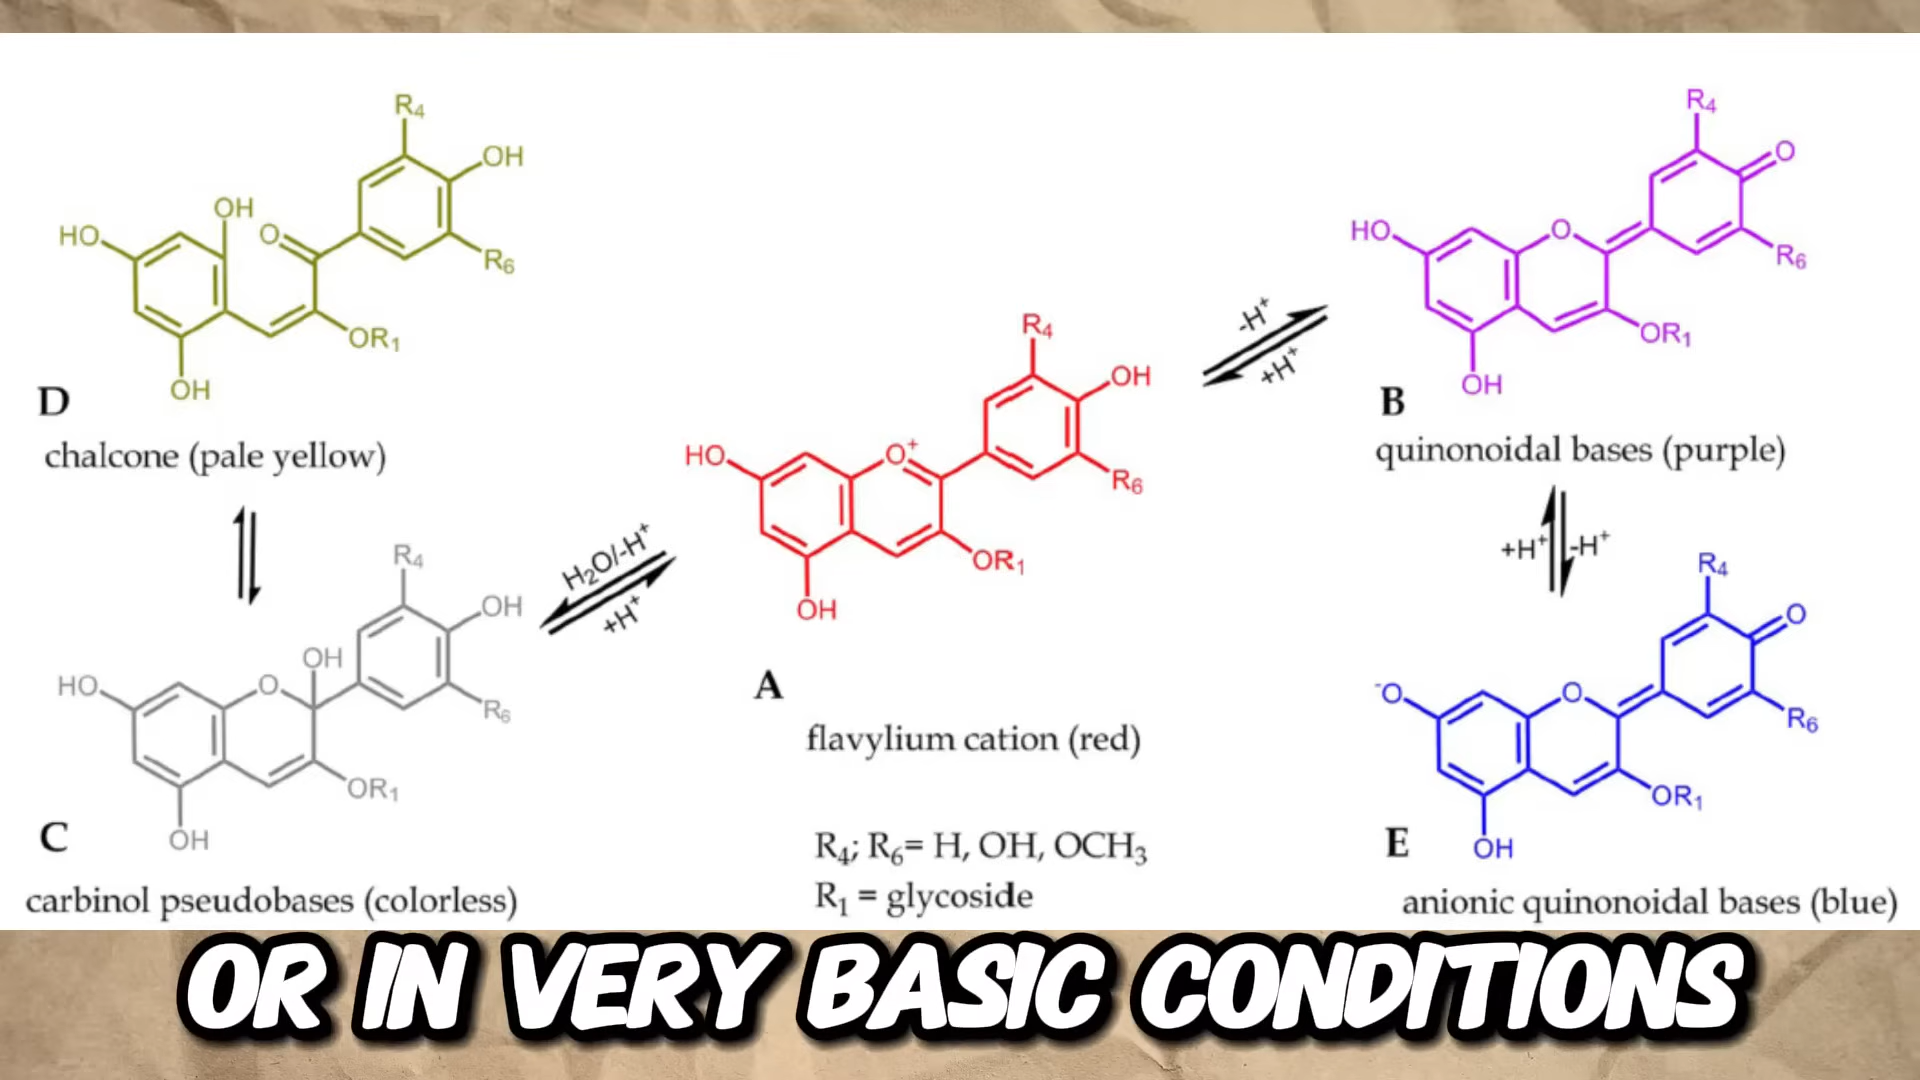 R₄
OH
OH
HO
O
R₆
OR₁
OH
D
chalcone (pale yellow)
R₄
OH
OH
HO
O
R₆
OR₁
OH
C
carbinol pseudobases (colorless)
H₂O/-H⁺
+H⁺
R₄
OH
HO
O⁺
R₆
OR₁
OH
A
flavylium cation (red)
R₄; R₆= H, OH, OCH₃
R₁ = glycoside
-H⁺
+H⁺
R₄
O
HO
O
R₆
OR₁
OH
B
quinonoidal bases (purple)
+H⁺
-H⁺
R₄
O
⁻O
O
R₆
OR₁
OH
E
anionic quinonoidal bases (blue)
OR IN VERY BASIC CONDITIONS